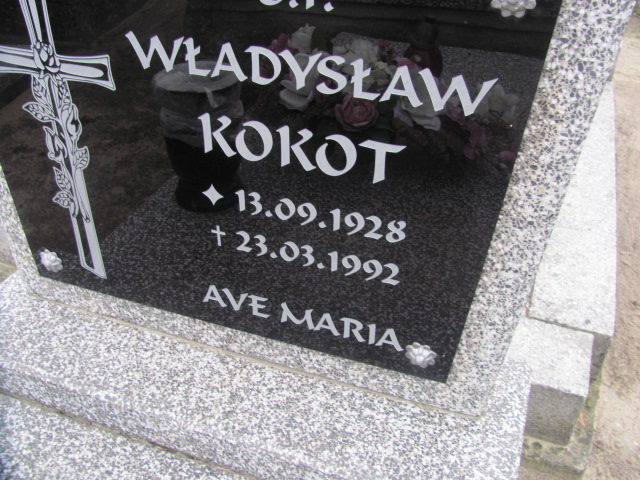 WŁADYSŁAW
KOKOT
✦ 13.09.1928
† 23.03.1992
AVE MARIA